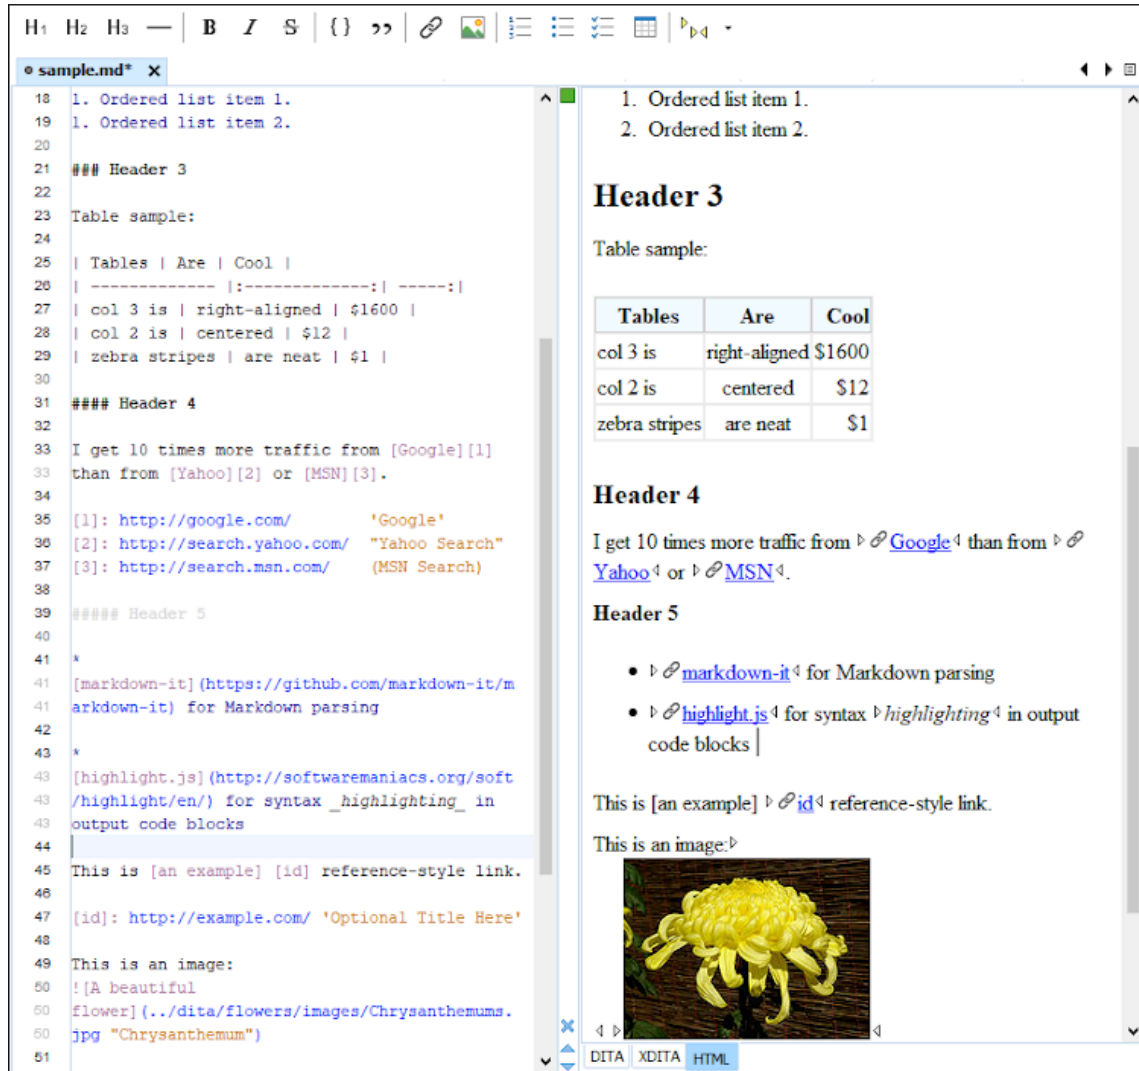 H1 H2 H3 — B I S {} ,, 
sample.md*
18 1. Ordered list item 1.
19 1. Ordered list item 2.
20
21 ### Header 3
22
23 Table sample:
24
25 | Tables | Are | Cool |
26 | ------------- |:-------------:| -----:|
27 | col 3 is | right-aligned | $1600 |
28 | col 2 is | centered | $12 |
29 | zebra stripes | are neat | $1 |
30
31 #### Header 4
32
33 I get 10 times more traffic from [Google][1]
33 than from [Yahoo][2] or [MSN][3].
34
35 [1]: http://google.com/ 'Google'
36 [2]: http://search.yahoo.com/ "Yahoo Search"
37 [3]: http://search.msn.com/ (MSN Search)
38
39 ##### Header 5
40
41 *
41 [markdown-it](https://github.com/markdown-it/m
41 arkdown-it) for Markdown parsing
42
43 *
43 [highlight.js](http://softwaremaniacs.org/soft
43 /highlight/en/) for syntax _highlighting_ in
43 output code blocks
44
45 This is [an example] [id] reference-style link.
46
47 [id]: http://example.com/ 'Optional Title Here'
48
49 This is an image:
50 ![A beautiful
50 flower](../dita/flowers/images/Chrysanthemums.
50 jpg "Chrysanthemum")
51
1. Ordered list item 1.
2. Ordered list item 2.
Header 3
Table sample:
Tables Are Cool
col 3 is right-aligned $1600
col 2 is centered $12
zebra stripes are neat $1
Header 4
I get 10 times more traffic from Google than from
Yahoo or MSN.
Header 5
• markdown-it for Markdown parsing
• highlight.js for syntax highlighting in output
code blocks
This is [an example] id reference-style link.
This is an image:
DITA XDITA HTML